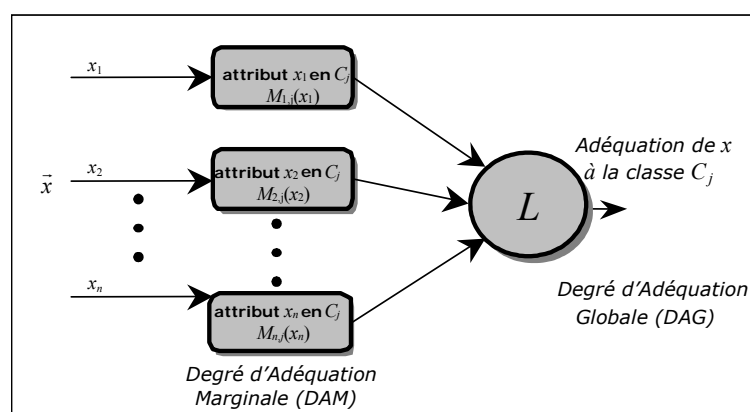 x₁
attribut x₁ en Cⱼ
M₁,ⱼ(x₁)
x⃗
x₂
attribut x₂ en Cⱼ
M₂,ⱼ(x₂)
xₙ
attribut xₙ en Cⱼ
Mₙ,ⱼ(xₙ)
Degré d’Adéquation
Marginale (DAM)
L
Adéquation de x
à la classe Cⱼ
Degré d’Adéquation
Globale (DAG)